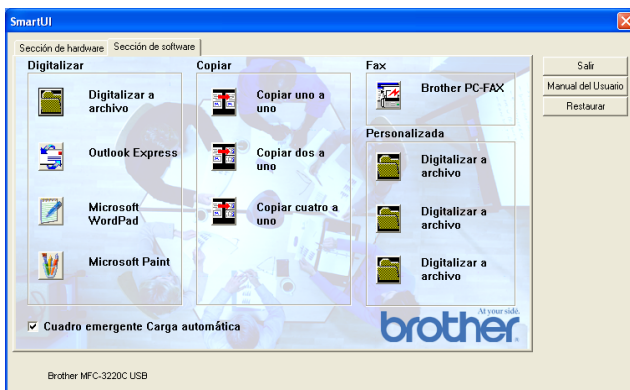 SmartUI
Sección de hardware
Sección de software
Digitalizar
Digitalizar a
archivo
Outlook Express
Microsoft
WordPad
Microsoft Paint
Copiar
Copiar uno a
uno
Copiar dos a
uno
Copiar cuatro a
uno
Fax
Brother PC-FAX
Personalizada
Digitalizar a
archivo
Digitalizar a
archivo
Digitalizar a
archivo
Salir
Manual del Usuario
Restaurar
Cuadro emergente Carga automática
At your side.
brother
Brother MFC-3220C USB